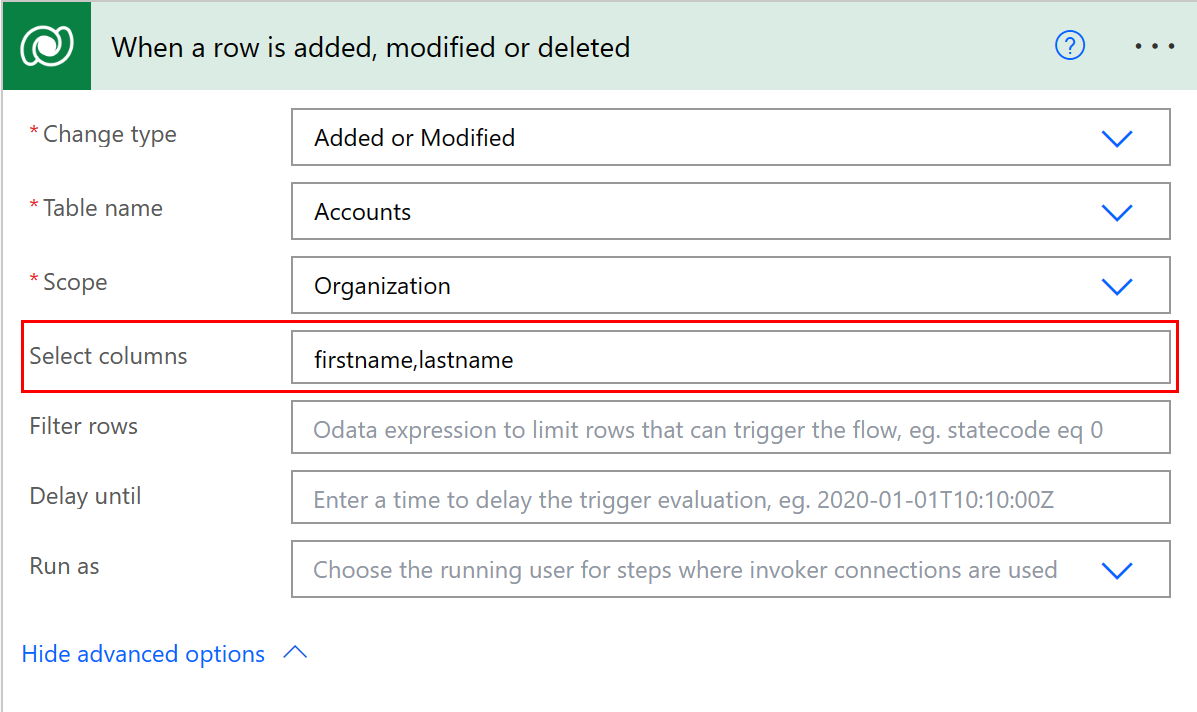 When a row is added, modified or deleted
* Change type
Added or Modified
* Table name
Accounts
* Scope
Organization
Select columns
firstname,lastname
Filter rows
Odata expression to limit rows that can trigger the flow, eg. statecode eq 0
Delay until
Enter a time to delay the trigger evaluation, eg. 2020-01-01T10:10:00Z
Run as
Choose the running user for steps where invoker connections are used
Hide advanced options